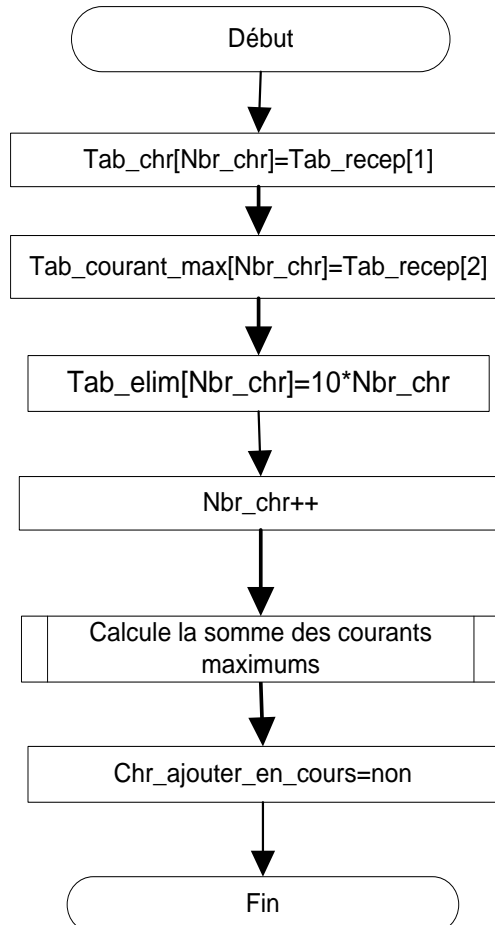 Début
Tab_chr[Nbr_chr]=Tab_recep[1]
Tab_courant_max[Nbr_chr]=Tab_recep[2]
Tab_elim[Nbr_chr]=10*Nbr_chr
Nbr_chr++
Calcule la somme des courants
maximums
Chr_ajouter_en_cours=non
Fin